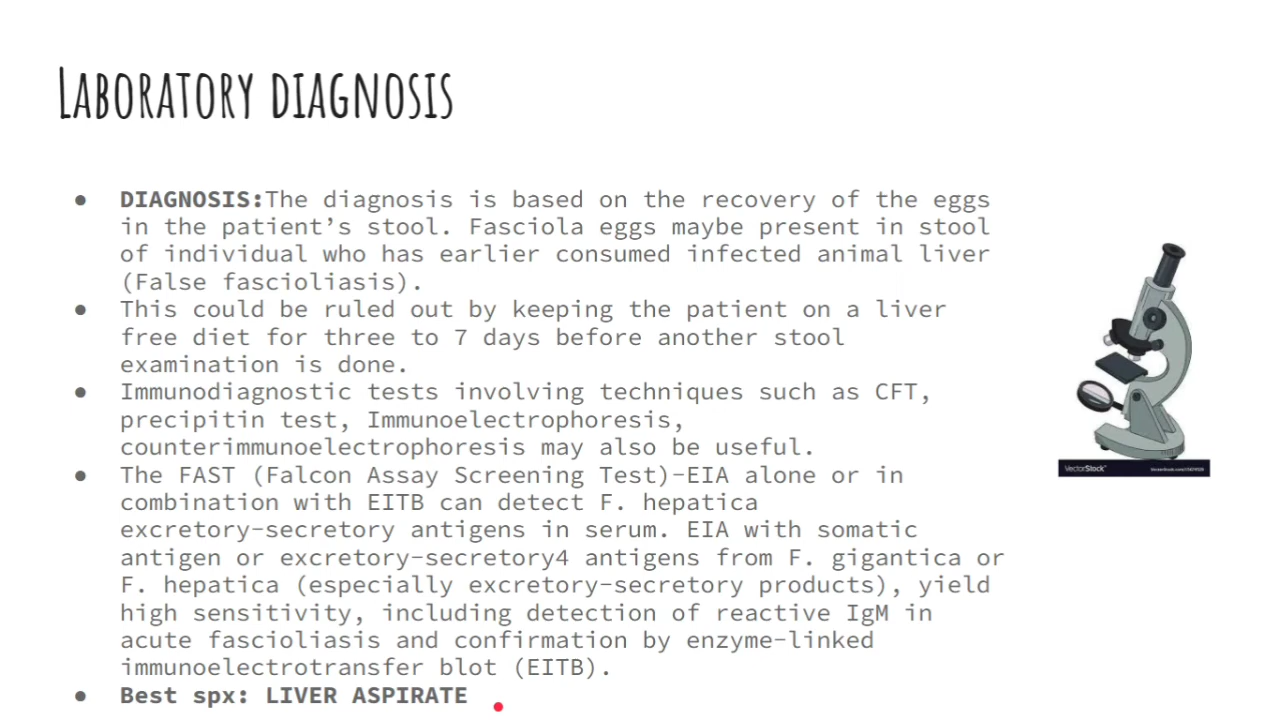 LABORATORY DIAGNOSIS
● DIAGNOSIS:The diagnosis is based on the recovery of the eggs
in the patient’s stool. Fasciola eggs maybe present in stool
of individual who has earlier consumed infected animal liver
(False fascioliasis).
● This could be ruled out by keeping the patient on a liver
free diet for three to 7 days before another stool
examination is done.
● Immunodiagnostic tests involving techniques such as CFT,
precipitin test, Immunoelectrophoresis,
counterimmunoelectrophoresis may also be useful.
● The FAST (Falcon Assay Screening Test)-EIA alone or in
combination with EITB can detect F. hepatica
excretory-secretory antigens in serum. EIA with somatic
antigen or excretory-secretory4 antigens from F. gigantica or
F. hepatica (especially excretory-secretory products), yield
high sensitivity, including detection of reactive IgM in
acute fascioliasis and confirmation by enzyme-linked
immunoelectrotransfer blot (EITB).
● Best spx: LIVER ASPIRATE
VectorStock